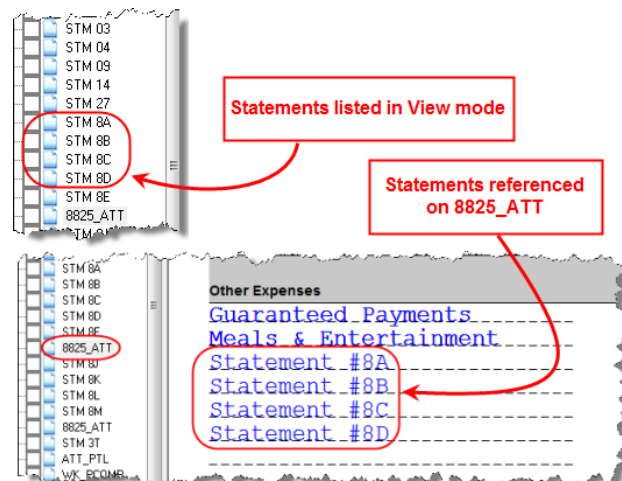 STM 03
STM 04
STM 09
STM 14
STM 27
STM 8A
STM 8B
STM 8C
STM 8D
STM 8E
8825_ATT
Statements listed in View mode
Statements referenced
on 8825_ATT
STM 8A
STM 8B
STM 8C
STM 8D
STM 8E
8825_ATT
STM 8J
STM 8K
STM 8L
STM 8M
8825_ATT
STM 3T
ATT_PTL
WK_PCOMP
Other Expenses
Guaranteed Payments
Meals & Entertainment
Statement #8A
Statement #8B
Statement #8C
Statement #8D